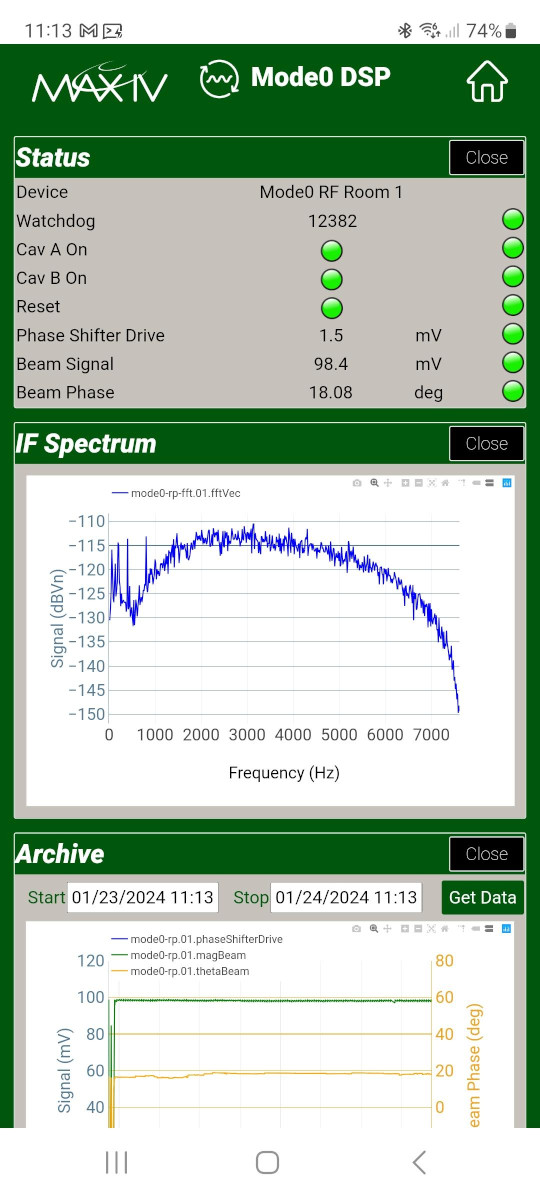 11:13 74%
MAXIV Mode0 DSP
Status Close
Device Mode0 RF Room 1
Watchdog 12382
Cav A On
Cav B On
Reset
Phase Shifter Drive 1.5 mV
Beam Signal 98.4 mV
Beam Phase 18.08 deg
IF Spectrum Close
mode0-rp-fft.01.fftVec
−110
−115
−120
−125
−130
−135
−140
−145
−150
Signal (dBVn)
0 1000 2000 3000 4000 5000 6000 7000
Frequency (Hz)
Archive Close
Start 01/23/2024 11:13 Stop 01/24/2024 11:13 Get Data
mode0-rp.01.phaseShifterDrive
mode0-rp.01.magBeam
mode0-rp.01.thetaBeam
120 80
100 60
80 40
60 20
40 0
Signal (mV)
eam Phase (deg)